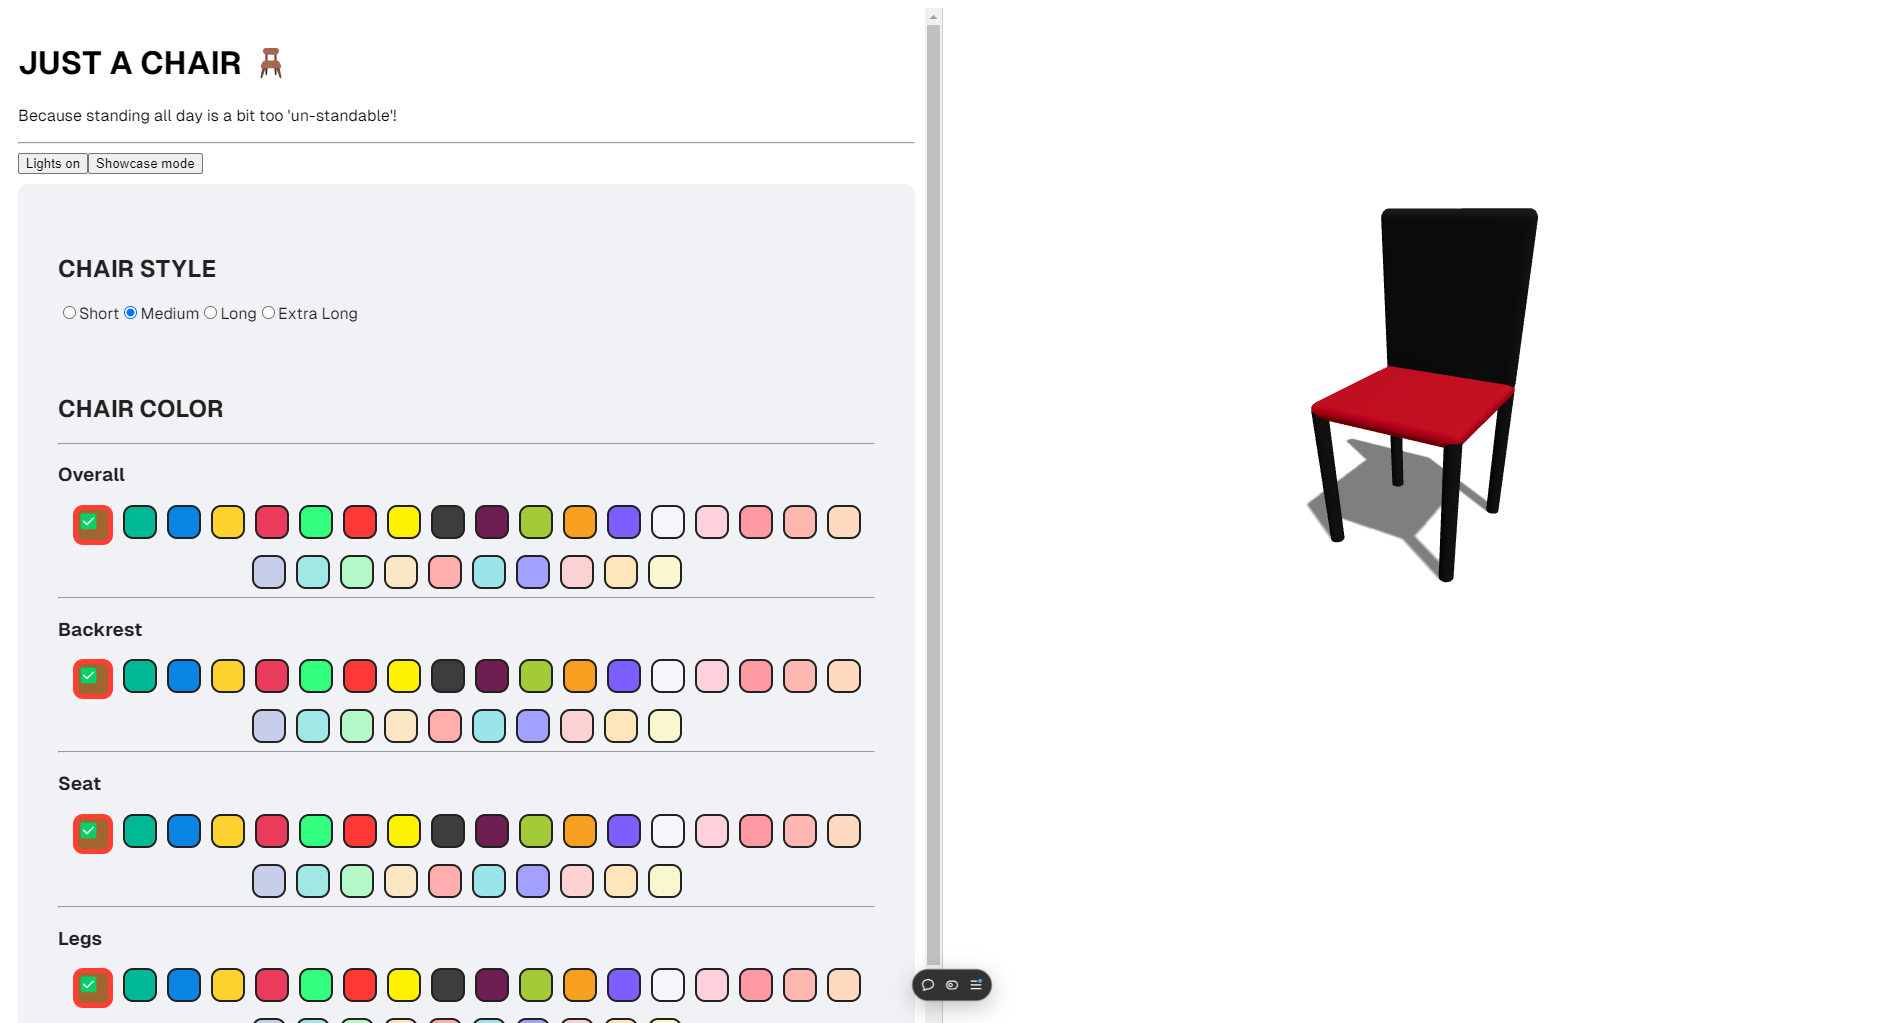 JUST A CHAIR
Because standing all day is a bit too 'un-standable'!
Lights on Showcase mode
CHAIR STYLE
Short Medium Long Extra Long
CHAIR COLOR
Overall
Backrest
Seat
Legs